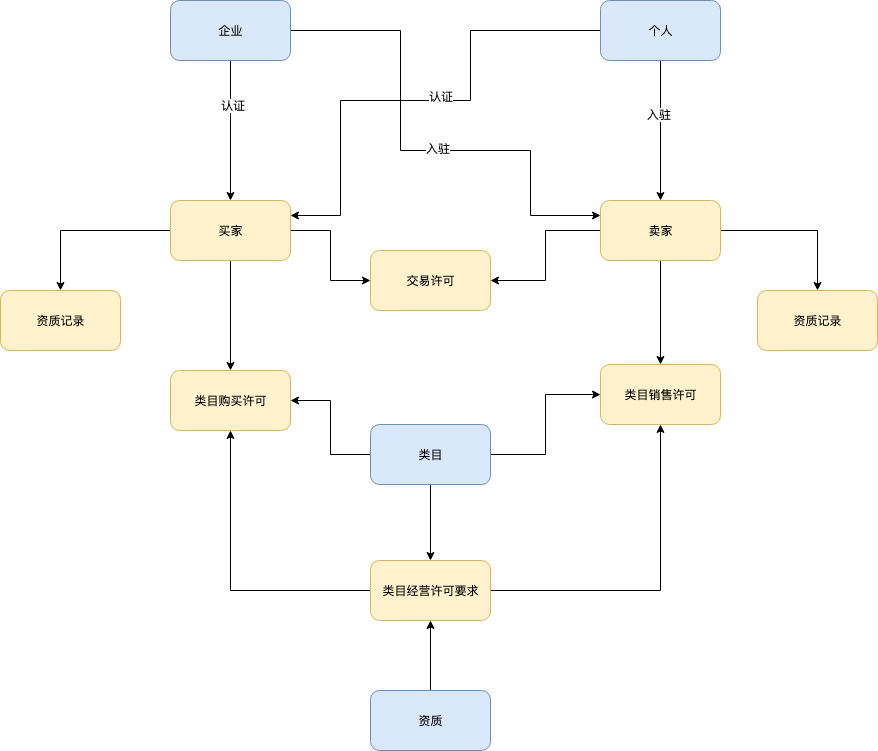 企业
个人
认证
认证
入驻
入驻
买家
卖家
交易许可
资质记录
资质记录
类目购买许可
类目销售许可
类目
类目经营许可要求
资质